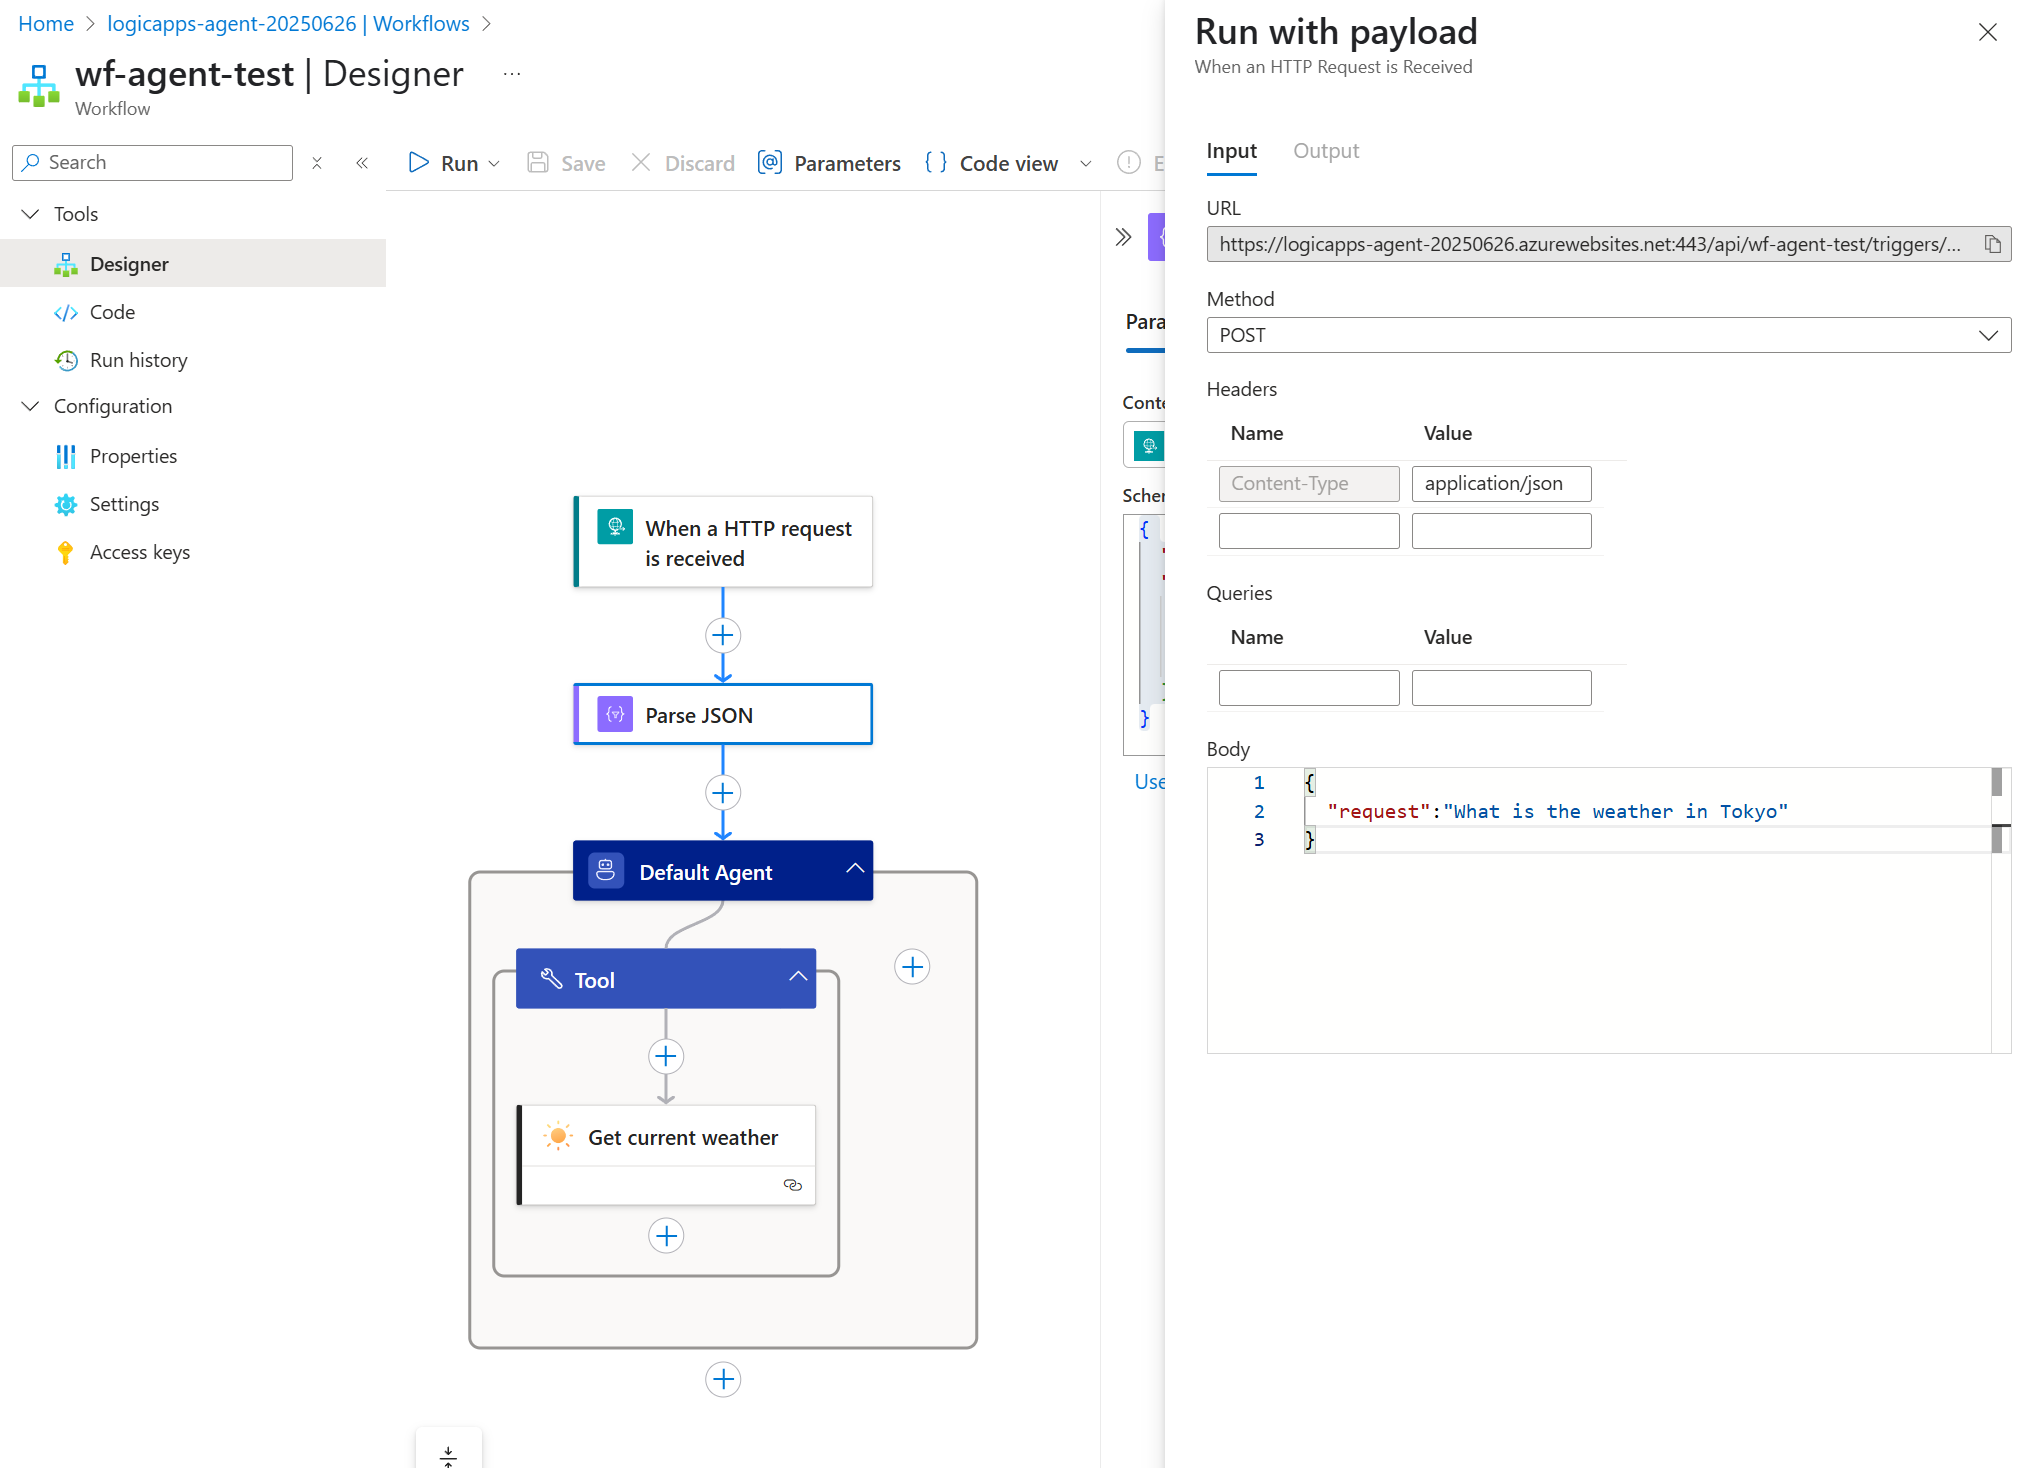 Home > logicapps-agent-20250626 | Workflows >
wf-agent-test | Designer ...
Workflow
Search
Tools
Designer
Code
Run history
Configuration
Properties
Settings
Access keys
Run
Save
Discard
Parameters
Code view
When a HTTP request
is received
Parse JSON
Default Agent
Tool
Get current weather
Run with payload
When an HTTP Request is Received
Input
Output
URL
https://logicapps-agent-20250626.azurewebsites.net:443/api/wf-agent-test/triggers/...
Method
POST
Headers
Name Value
Content-Type application/json
Queries
Name Value
Body
1 {
2 "request":"What is the weather in Tokyo"
3 }